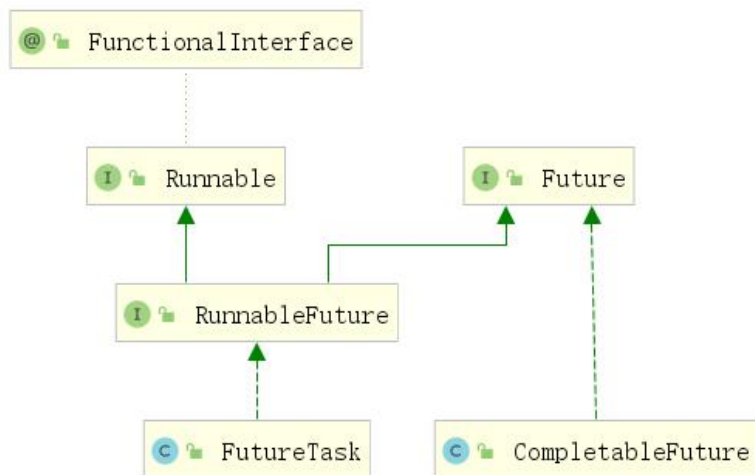 @ FunctionalInterface
I Runnable
I Future
I RunnableFuture
C FutureTask
C CompletableFuture